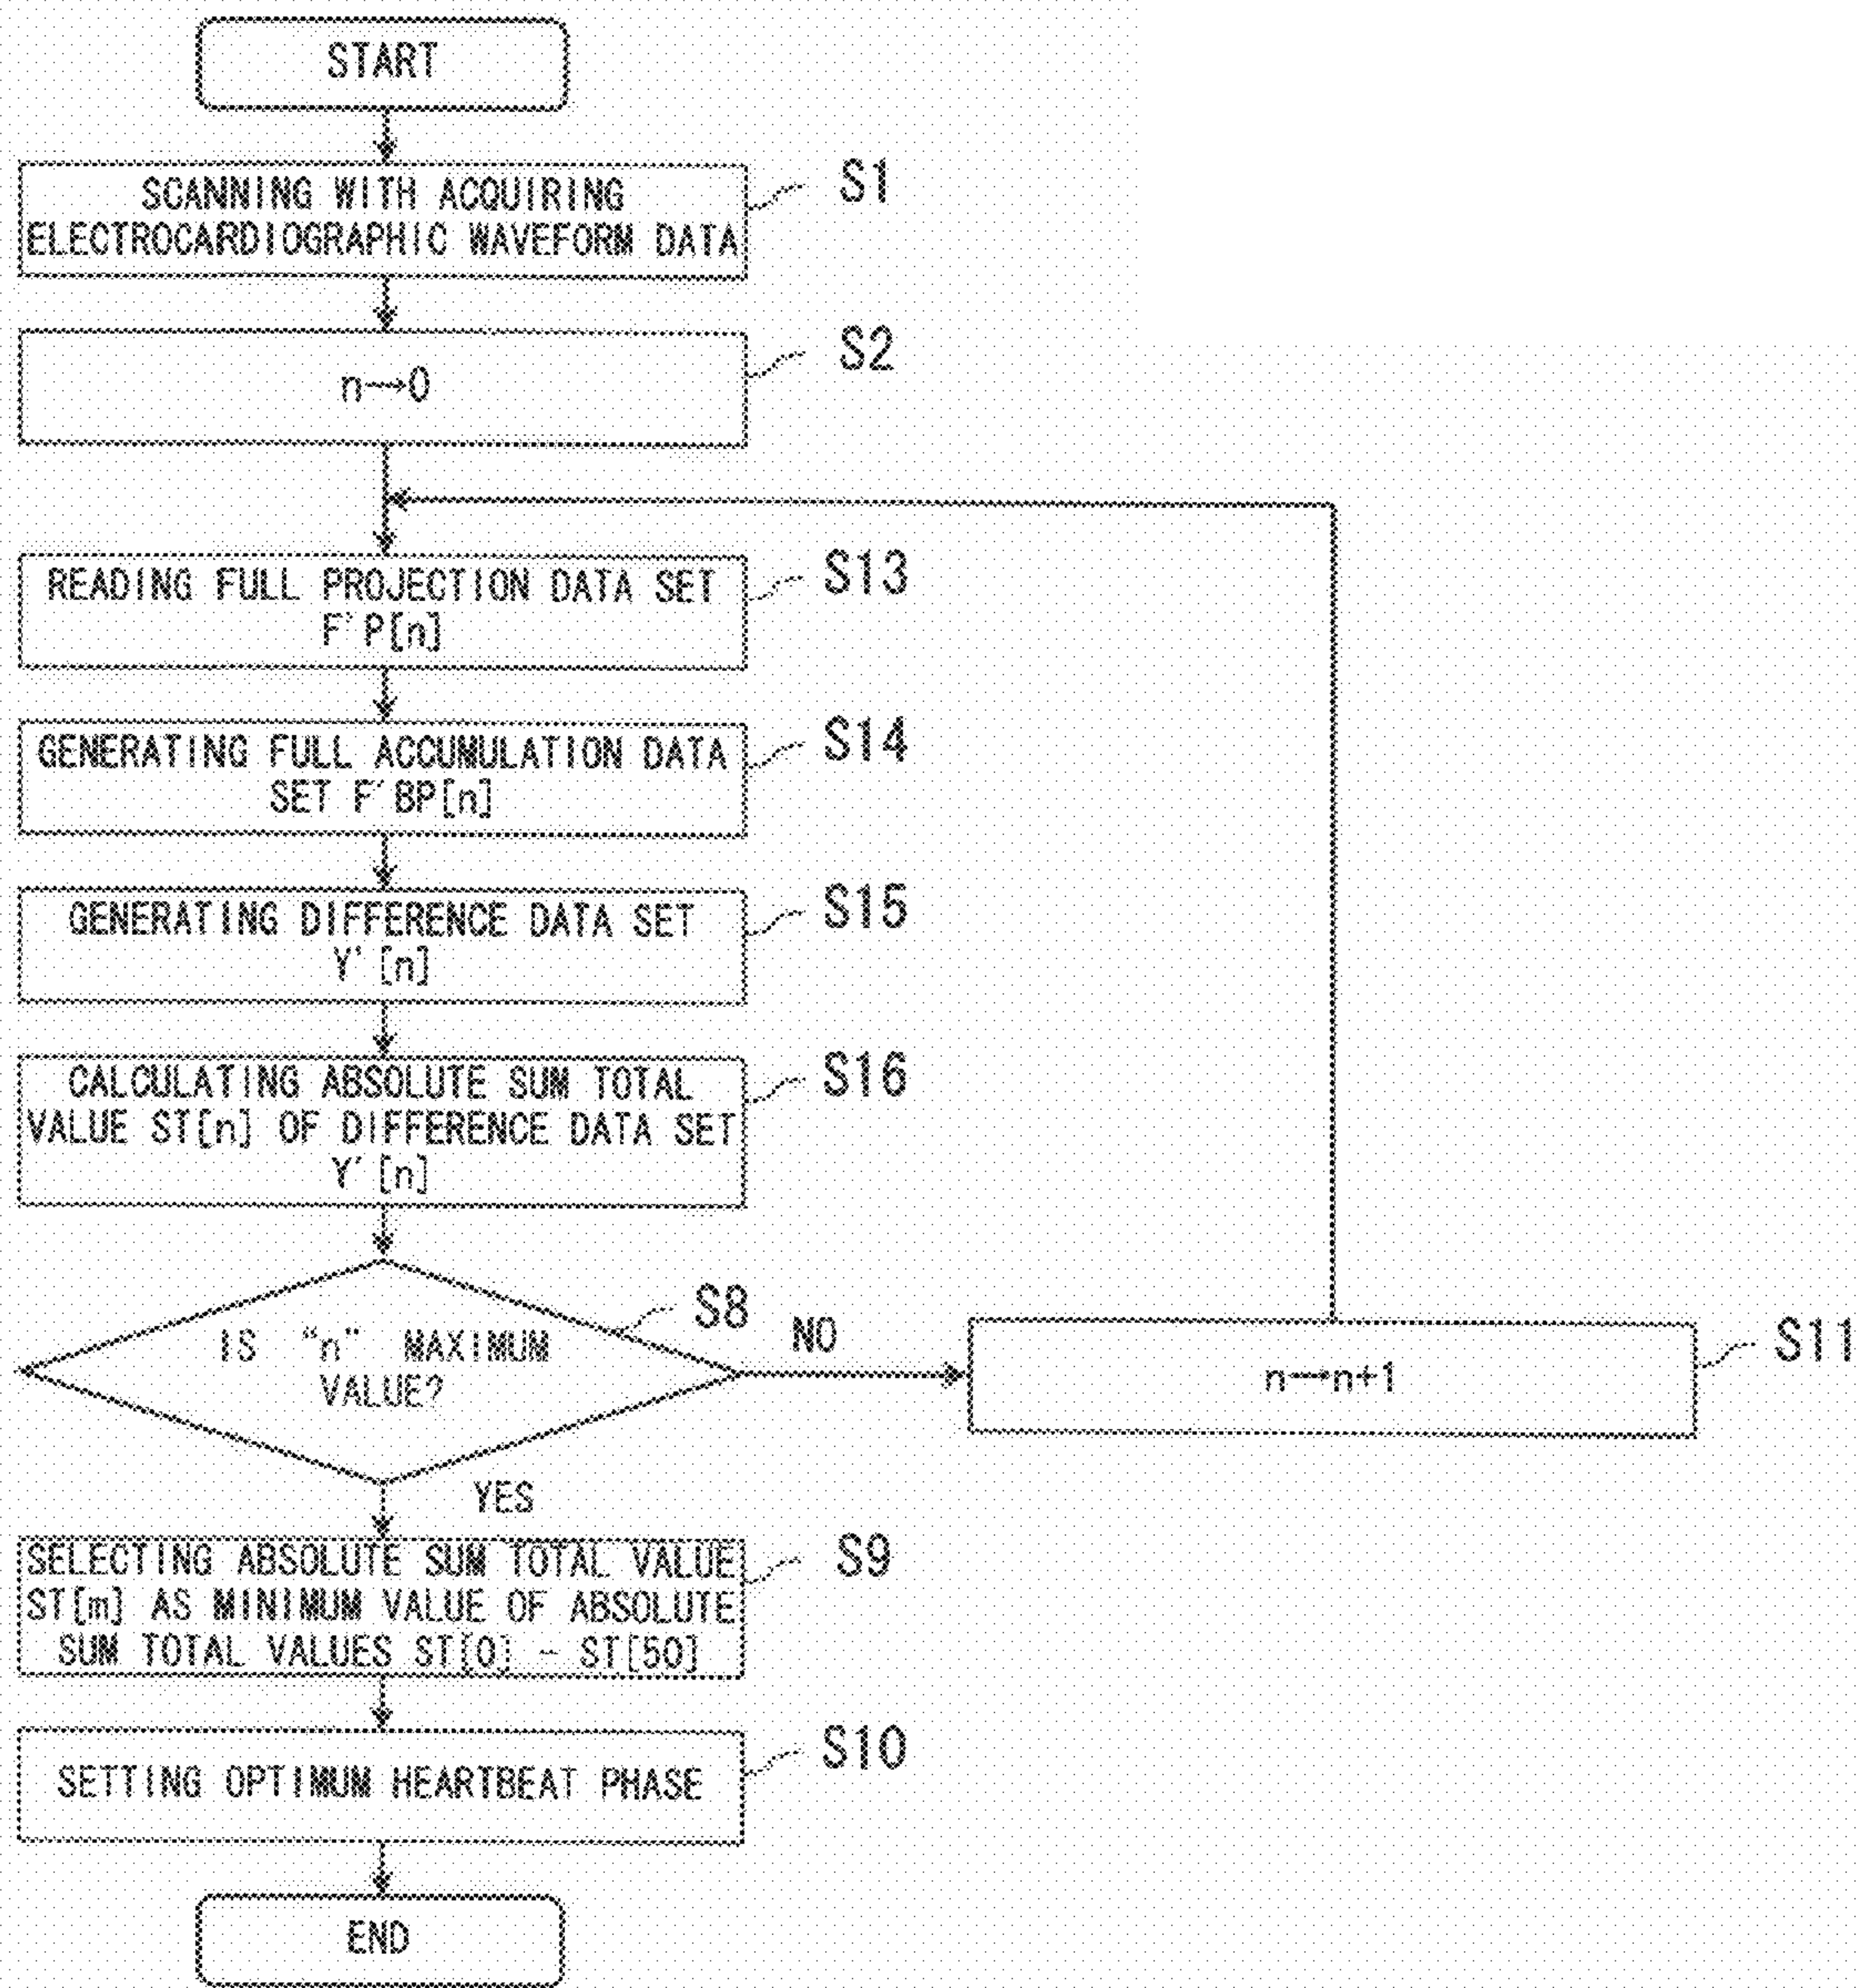 START
SCANNING WITH ACQUIRING
ELECTROCARDIOGRAPHIC WAVEFORM DATA
S1
n→0
S2
READING FULL PROJECTION DATA SET
F'P[n]
S13
GENERATING FULL ACCUMULATION DATA
SET F'BP[n]
S14
GENERATING DIFFERENCE DATA SET
Y'[n]
S15
CALCULATING ABSOLUTE SUM TOTAL
VALUE ST[n] OF DIFFERENCE DATA SET
Y'[n]
S16
IS "n" MAXIMUM
VALUE?
S8
NO
n→n+1
S11
YES
SELECTING ABSOLUTE SUM TOTAL VALUE
ST[m] AS MINIMUM VALUE OF ABSOLUTE
SUM TOTAL VALUES ST[0] - ST[50]
S9
SETTING OPTIMUM HEARTBEAT PHASE
S10
END